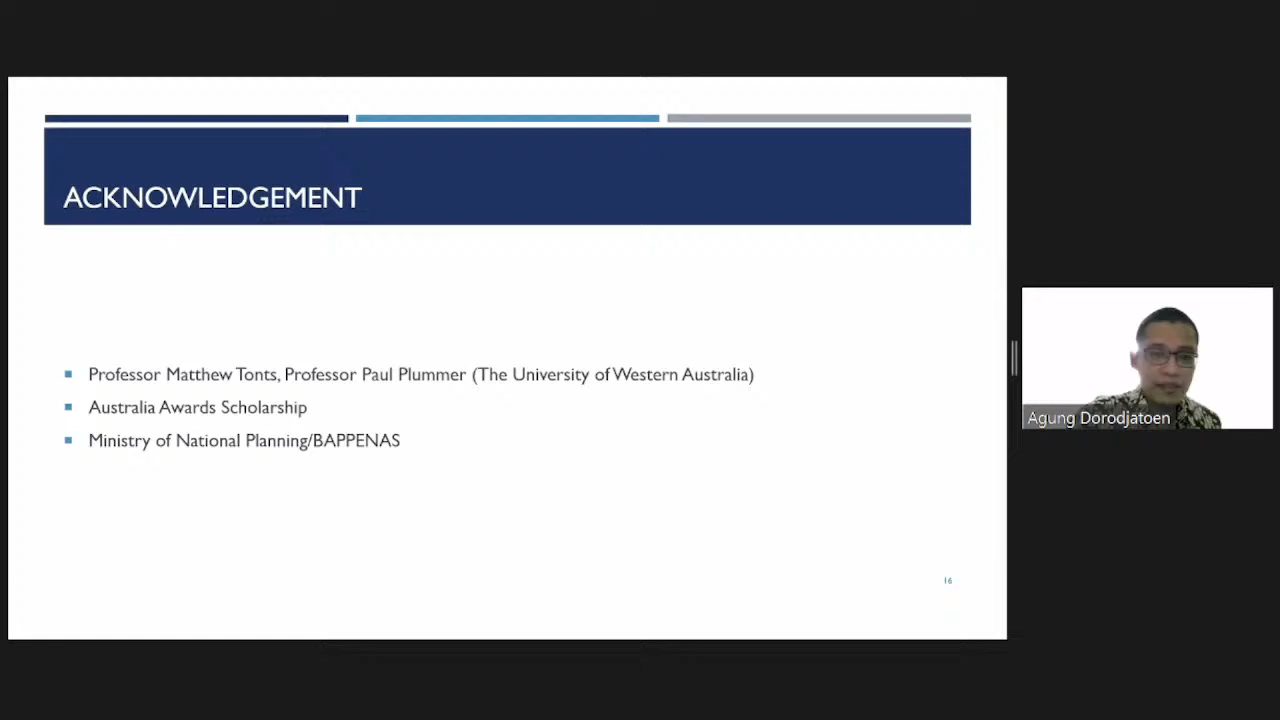 ACKNOWLEDGEMENT
Professor Matthew Tonts, Professor Paul Plummer (The University of Western Australia)
Australia Awards Scholarship
Ministry of National Planning/BAPPENAS
16
Agung Dorodjatoen